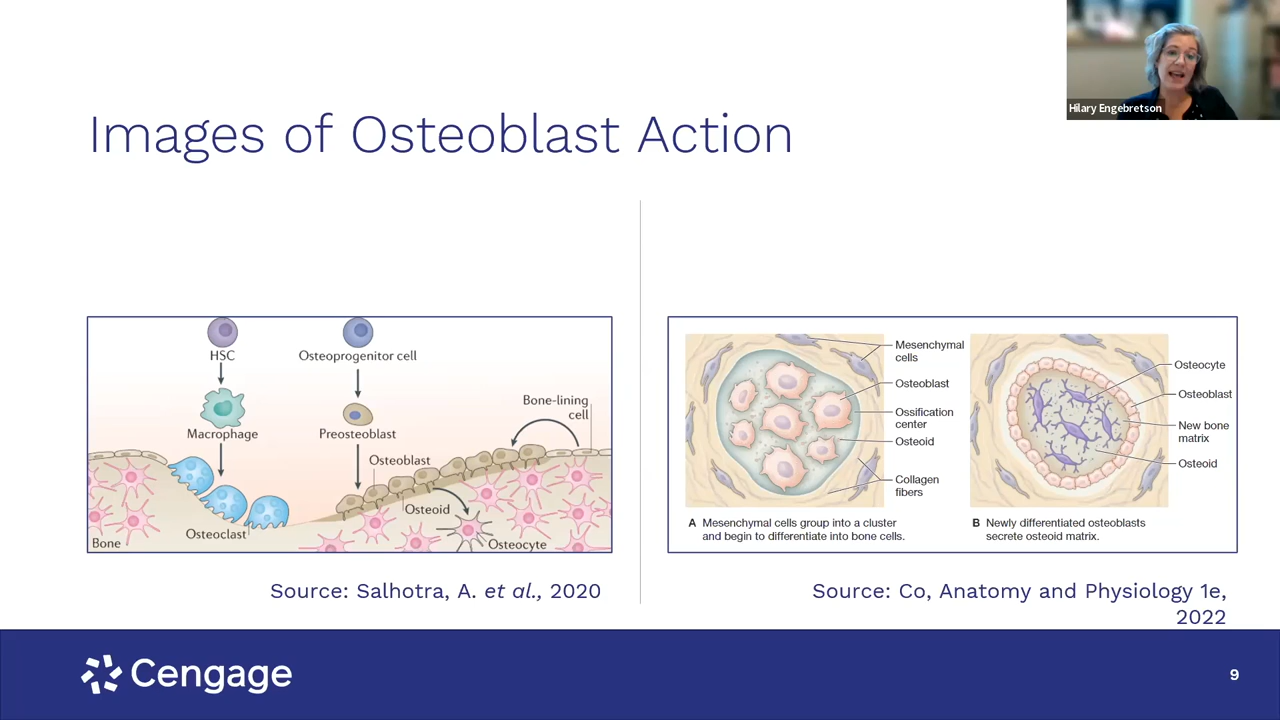 Hilary Engebretson
Images of Osteoblast Action
HSC
Osteoprogenitor cell
Macrophage
Preosteoblast
Bone-lining
cell
Osteoblast
Osteoid
Osteoclast
Osteocyte
Bone
Source: Salhotra, A. et al., 2020
Mesenchymal
cells
Osteoblast
Ossification
center
Osteoid
Collagen
fibers
A Mesenchymal cells group into a cluster
and begin to differentiate into bone cells.
Osteocyte
Osteoblast
New bone
matrix
Osteoid
B Newly differentiated osteoblasts
secrete osteoid matrix.
Source: Co, Anatomy and Physiology 1e,
2022
Cengage
9